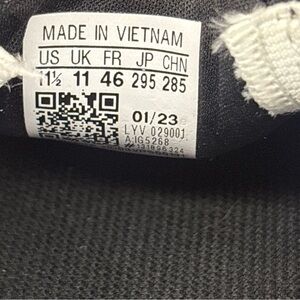 MADE IN VIETNAM
US UK FR JP CHN
11½ 11 46 295 285
01/23
LYV 029001